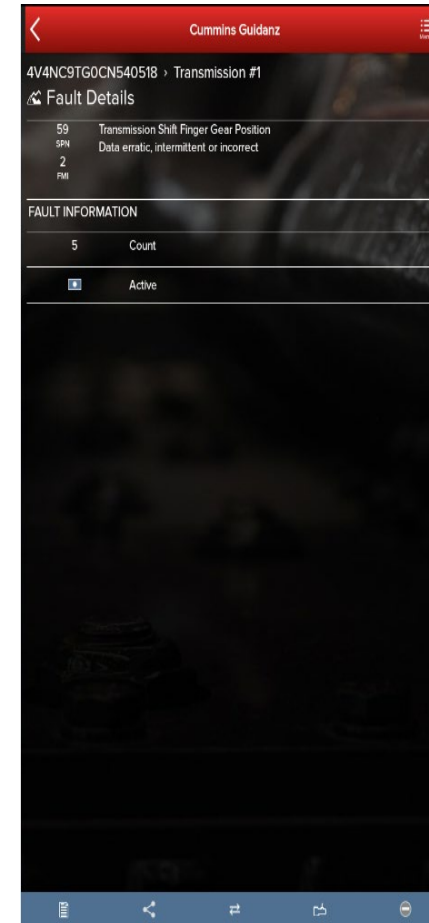 Cummins Guidanz
Menu
4V4NC9TG0CN540518 › Transmission #1
Fault Details
59 Transmission Shift Finger Gear Position
SPN Data erratic, intermittent or incorrect
2
FMI
FAULT INFORMATION
5 Count
Active